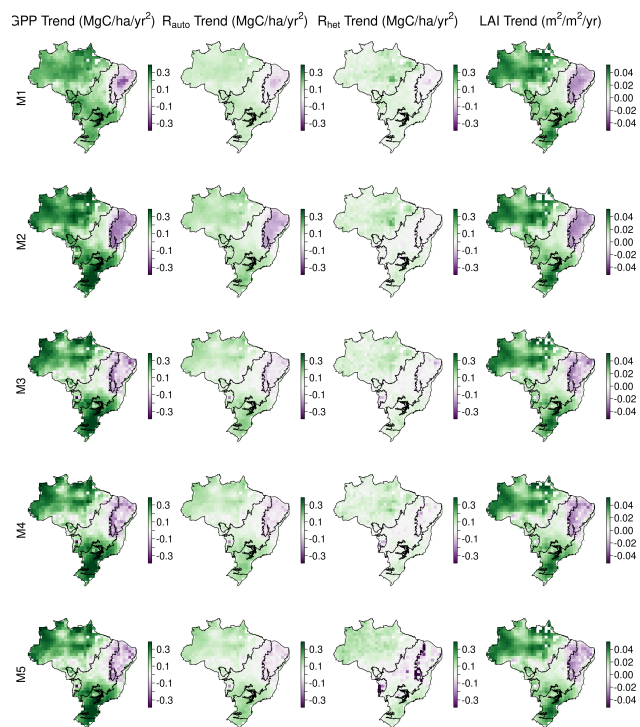 GPP Trend (MgC/ha/yr²) R_auto Trend (MgC/ha/yr²) R_het Trend (MgC/ha/yr²) LAI Trend (m²/m²/yr)
M1
0.3 0.3 0.3 0.04
0.1 0.1 0.1 0.02
-0.1 -0.1 -0.1 0.00
-0.3 -0.3 -0.3 -0.02
-0.04
M2
0.3 0.3 0.3 0.04
0.1 0.1 0.1 0.02
-0.1 -0.1 -0.1 0.00
-0.3 -0.3 -0.3 -0.02
-0.04
M3
0.3 0.3 0.3 0.04
0.1 0.1 0.1 0.02
-0.1 -0.1 -0.1 0.00
-0.3 -0.3 -0.3 -0.02
-0.04
M4
0.3 0.3 0.3 0.04
0.1 0.1 0.1 0.02
-0.1 -0.1 -0.1 0.00
-0.3 -0.3 -0.3 -0.02
-0.04
M5
0.3 0.3 0.3 0.04
0.1 0.1 0.1 0.02
-0.1 -0.1 -0.1 0.00
-0.3 -0.3 -0.3 -0.02
-0.04